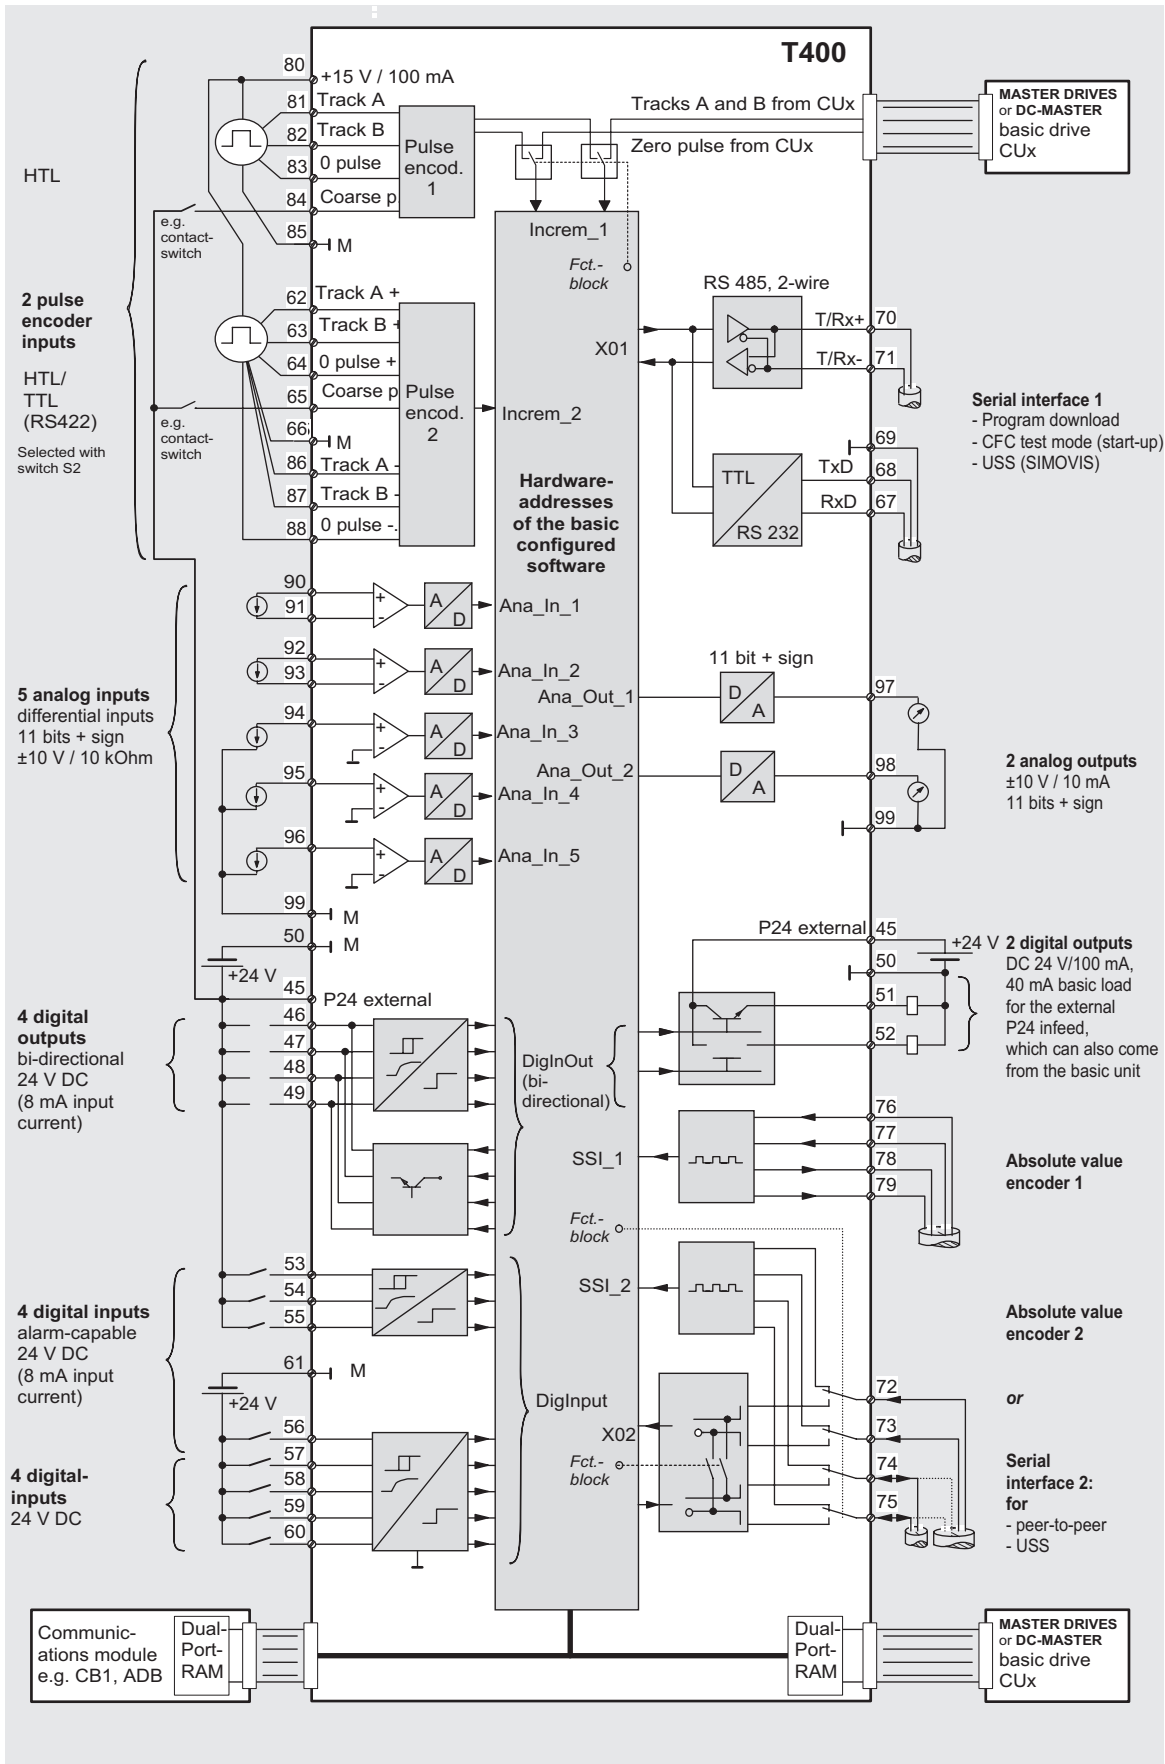 T400
80
+15 V / 100 mA
81
Track A
82
Track B
83
0 pulse
84
Coarse p.
85
M
Pulse
encod.
1
HTL
e.g.
contact-
switch
Tracks A and B from CUx
Zero pulse from CUx
MASTER DRIVES
or DC-MASTER
basic drive
CUx
Increm_1
Fct.-
block
2 pulse
encoder
inputs
HTL/
TTL
(RS422)
Selected with
switch S2
62
Track A +
63
Track B +
64
0 pulse +
65
Coarse p
66
M
86
Track A -
87
Track B -
88
0 pulse -.
e.g.
contact-
switch
Pulse
encod.
2
Increm_2
X01
RS 485, 2-wire
T/Rx+
70
T/Rx-
71
69
TxD
68
RxD
67
TTL
RS 232
Serial interface 1
- Program download
- CFC test mode (start-up)
- USS (SIMOVIS)
Hardware-
addresses
of the basic
configured
software
5 analog inputs
differential inputs
11 bits + sign
±10 V / 10 kOhm
90
91
+
-
A
D
Ana_In_1
92
93
+
-
A
D
Ana_In_2
94
+
-
A
D
Ana_In_3
95
+
-
A
D
Ana_In_4
96
+
-
A
D
Ana_In_5
99
M
50
M
+24 V
11 bit + sign
Ana_Out_1
D
A
97
Ana_Out_2
D
A
98
99
2 analog outputs
±10 V / 10 mA
11 bits + sign
45
P24 external
46
47
48
49
4 digital
outputs
bi-directional
24 V DC
(8 mA input
current)
DigInOut
(bi-
directional)
P24 external
45
+24 V
50
51
52
2 digital outputs
DC 24 V/100 mA,
40 mA basic load
for the external
P24 infeed,
which can also come
from the basic unit
SSI_1
76
77
78
79
Absolute value
encoder 1
Fct.-
block
SSI_2
Absolute value
encoder 2
4 digital inputs
alarm-capable
24 V DC
(8 mA input
current)
53
54
55
61
M
+24 V
56
57
58
59
60
4 digital-
inputs
24 V DC
DigInput
X02
Fct.-
block
72
73
74
75
or
Serial
interface 2:
for
- peer-to-peer
- USS
Communic-
ations module
e.g. CB1, ADB
Dual-
Port-
RAM
Dual-
Port-
RAM
MASTER DRIVES
or DC-MASTER
basic drive
CUx